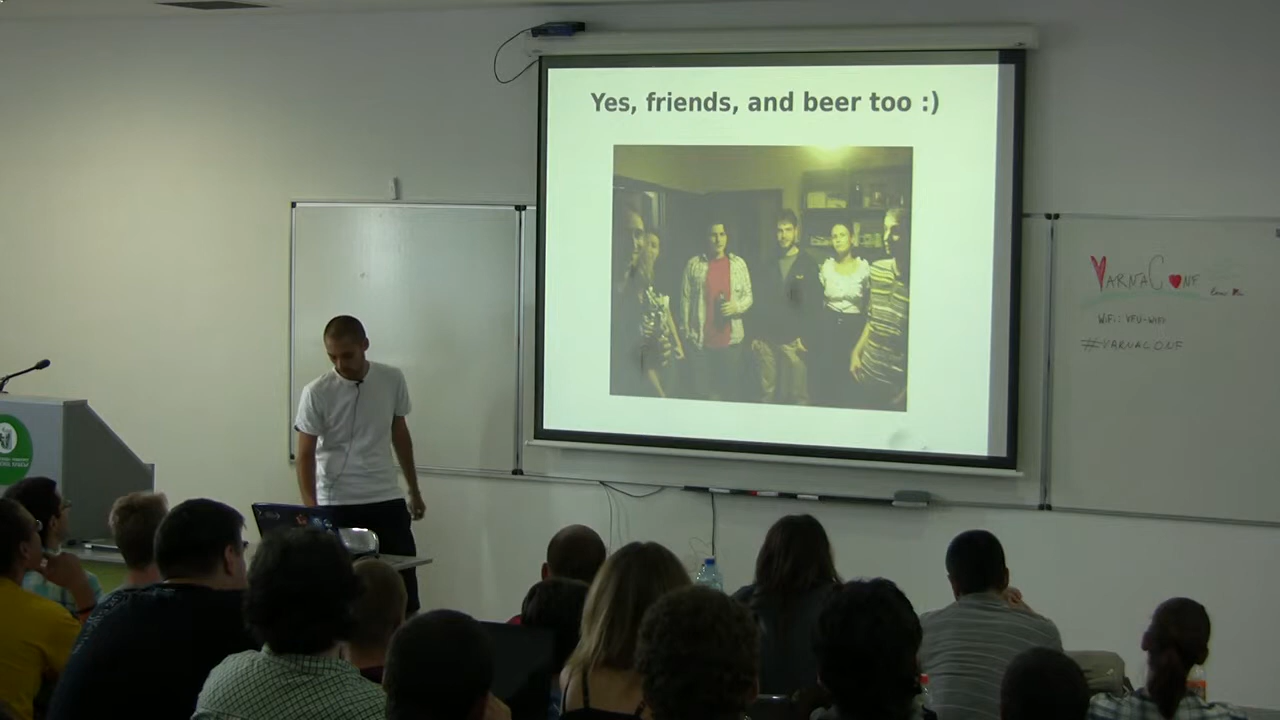 Yes, friends, and beer too :)
VARNACONF
WiFi: VFU-WiFi
#VARNACONF